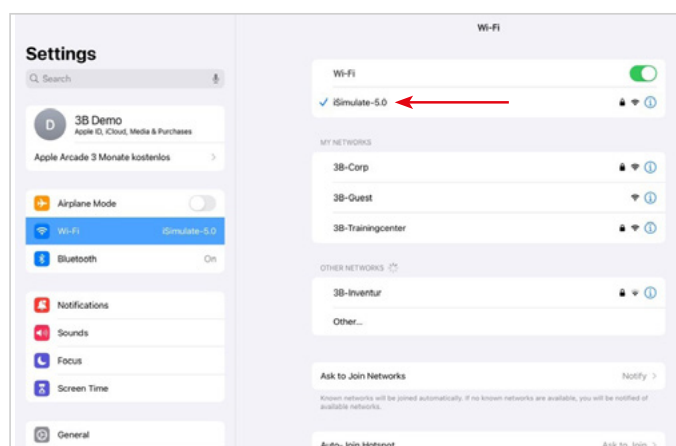 Wi-Fi
Settings
Search
D
3B Demo
Apple ID, iCloud, Media & Purchases
Apple Arcade 3 Monate kostenlos
Airplane Mode
Wi-Fi iSimulate-5.0
Bluetooth On
Notifications
Sounds
Focus
Screen Time
General
Wi-Fi
iSimulate-5.0
MY NETWORKS
3B-Corp
3B-Guest
3B-Trainingcenter
OTHER NETWORKS
3B-Inventur
Other...
Ask to Join Networks Notify
Known networks will be joined automatically. If no known networks are available, you will be notified of
available networks.
Auto-Join Hotspot Ask to Join